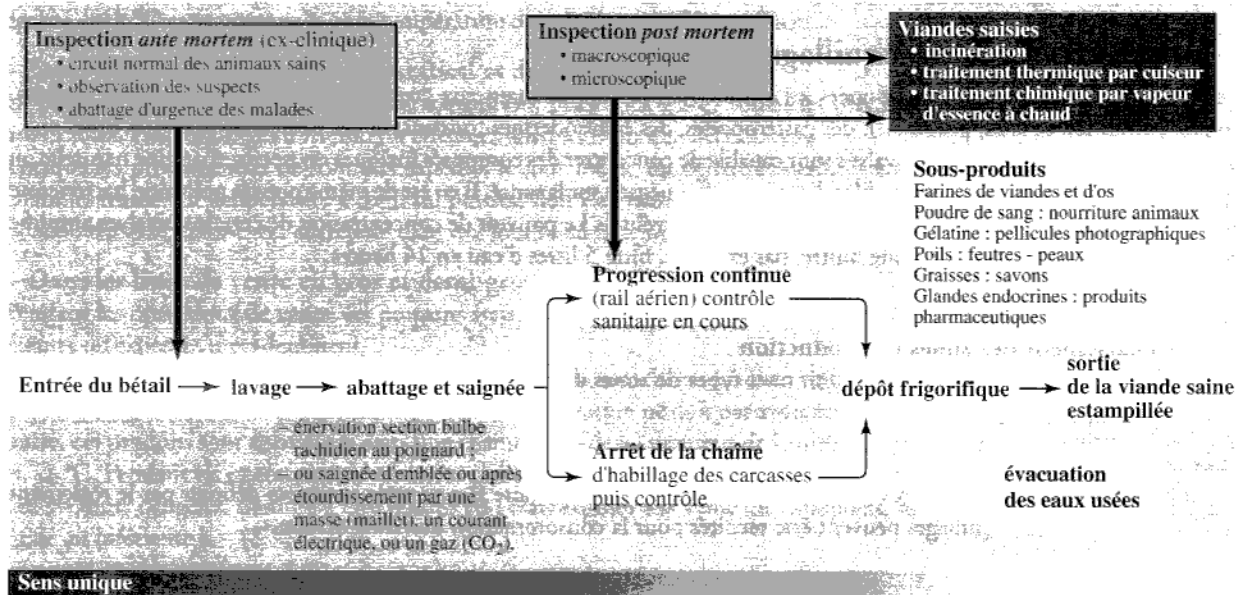 Inspection ante mortem (ex-clinique)
• circuit normal des animaux sains
• observation des suspects
• abattage d'urgence des malades
Inspection post mortem
• macroscopique
• microscopique
Viandes saisies
• incinération
• traitement thermique par cuiseur
• traitement chimique par vapeur
d'essence à chaud
Sous-produits
Farines de viandes et d'os
Poudre de sang : nourriture animaux
Gélatine : pellicules photographiques
Poils : feutres - peaux
Graisses : savons
Glandes endocrines : produits
pharmaceutiques
Progression continue
(rail aérien) contrôle
sanitaire en cours
Entrée du bétail
lavage
abattage et saignée
– énervation section bulbe
rachidien au poignard ;
– ou saignée d'emblée ou après
étourdissement par une
masse (maillet), un courant
électrique, ou un gaz (CO₂).
Arrêt de la chaîne
d'habillage des carcasses
puis contrôle
dépôt frigorifique
sortie
de la viande saine
estampillée
évacuation
des eaux usées
Sens unique